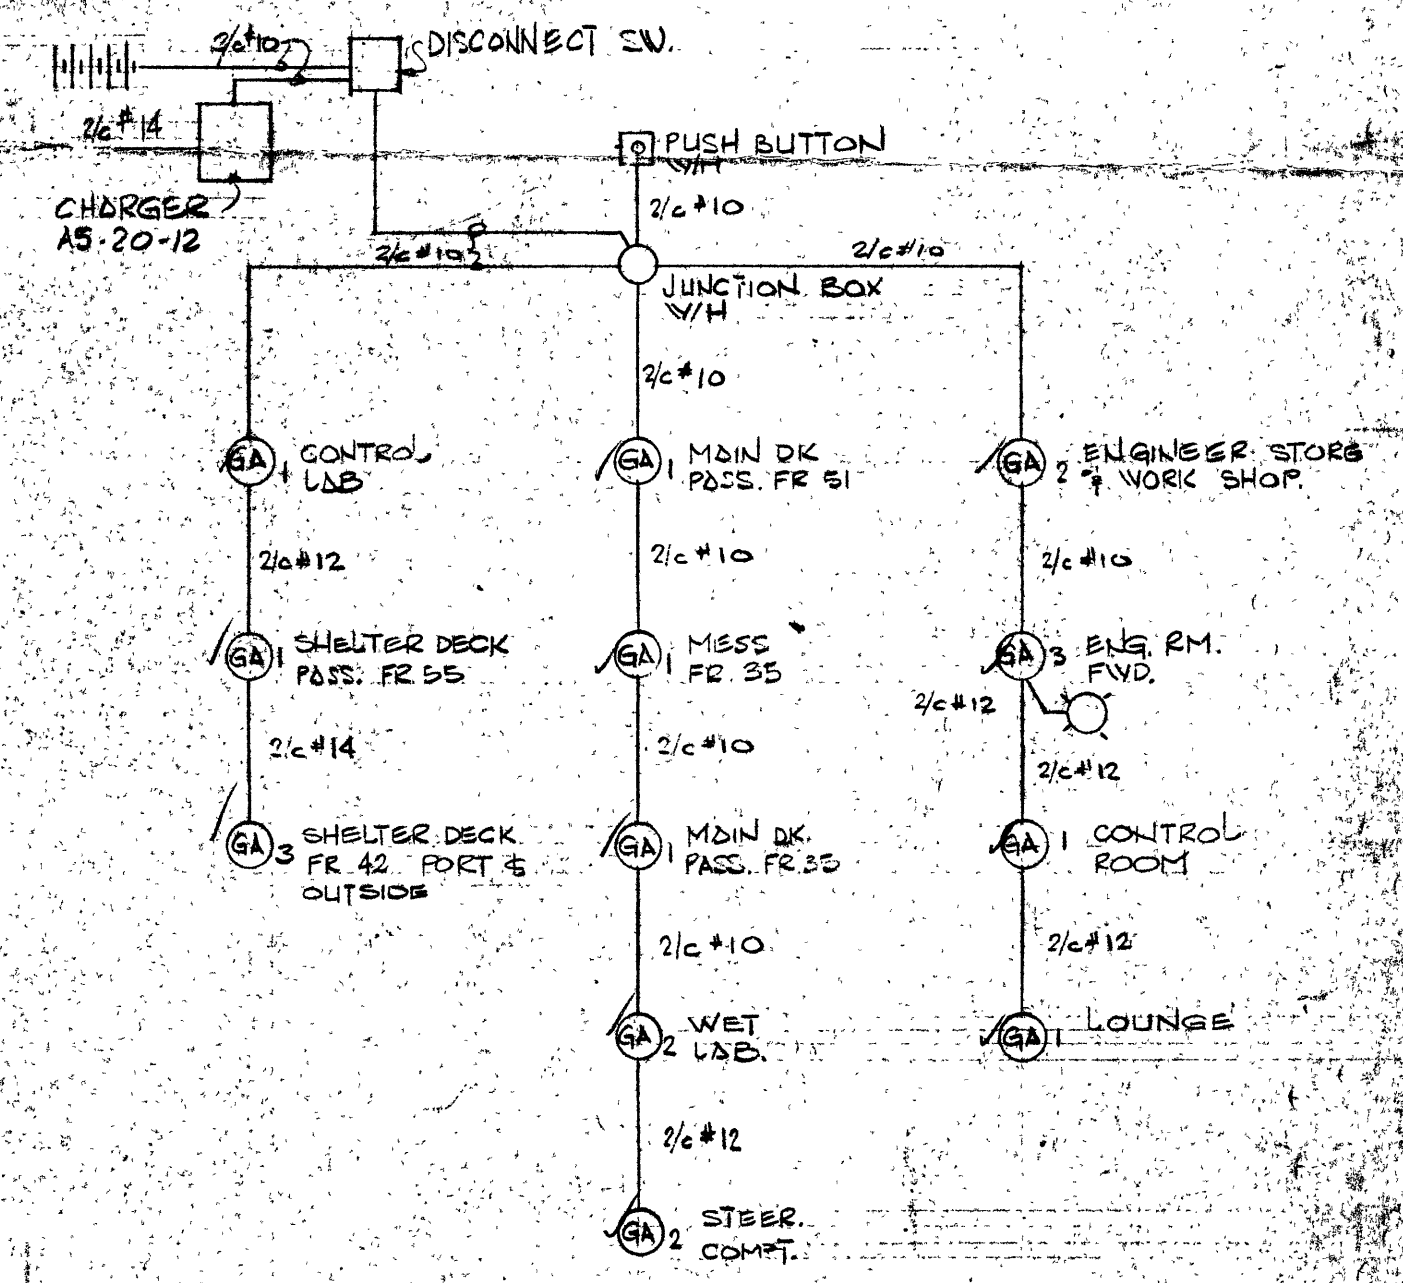 2/c #10
DISCONNECT SW.
2/c #14
CHARGER
A5-20-12
PUSH BUTTON
W/H
2/c #10
2/c #10
2/c #10
JUNCTION BOX
W/H
2/c #10
GA 1 CONTROL
LAB
GA 1 MAIN DK
PASS. FR 51
GA 2 ENGINEER STORE
& WORK SHOP.
2/c #12
2/c #10
2/c #10
GA 1 SHELTER DECK
PASS. FR. 55
GA 1 MESS
FR. 35
GA 3 ENG. RM.
FWD.
2/c #12
2/c #14
2/c #10
2/c #12
GA 3 SHELTER DECK
FR. 42 PORT &
OUTSIDE
GA 1 MAIN DK.
PASS. FR. 35
GA 1 CONTROL
ROOM
2/c #10
2/c #12
GA 2 WET
LAB.
GA 1 LOUNGE
2/c #12
GA 2 STEER.
COMPT.